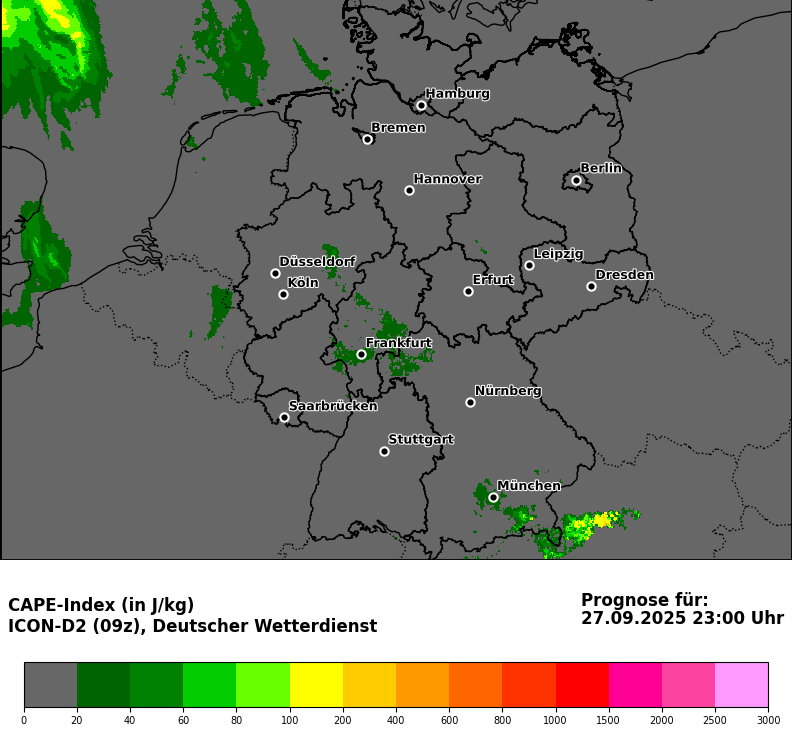 Hamburg
Bremen
Berlin
Hannover
Leipzig
Düsseldorf
Dresden
Köln
Erfurt
Frankfurt
Nürnberg
Saarbrücken
Stuttgart
München
CAPE-Index (in J/kg)
ICON-D2 (09z), Deutscher Wetterdienst
Prognose für:
27.09.2025 23:00 Uhr
0 20 40 60 80 100 200 400 600 800 1000 1500 2000 2500 3000